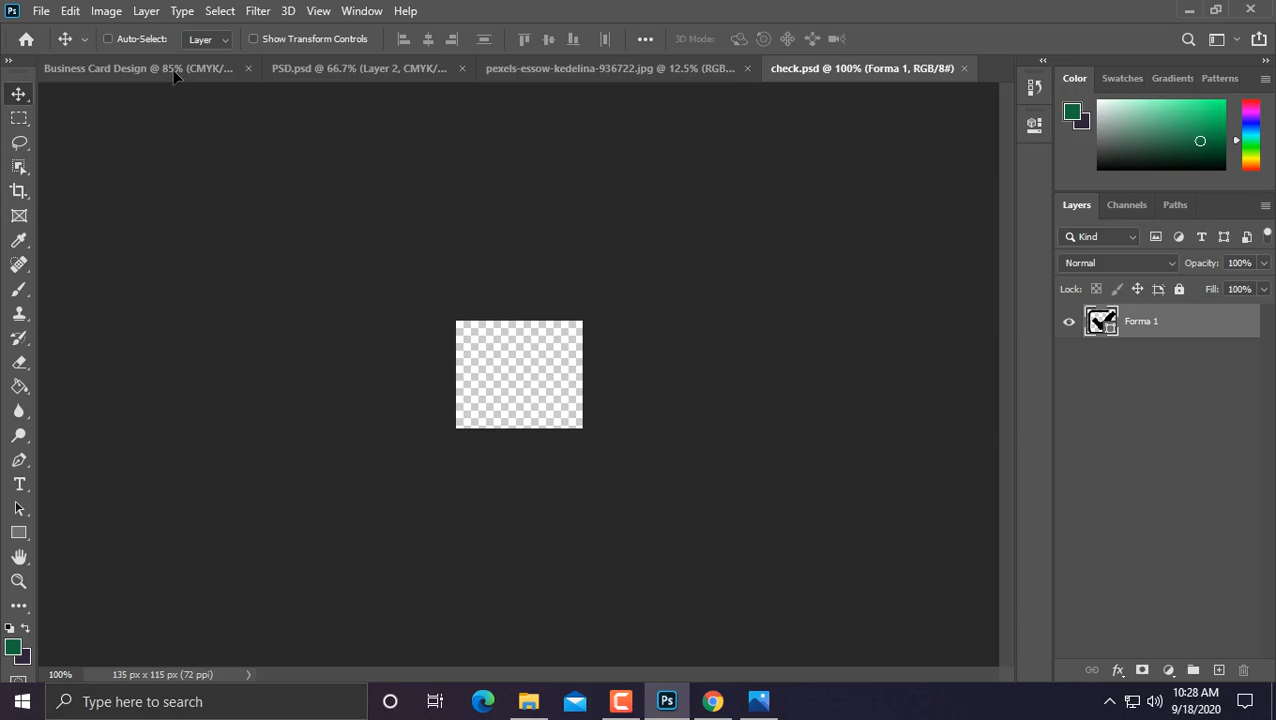 Ps File Edit Image Layer Type Select Filter 3D View Window Help
Auto-Select: Layer Show Transform Controls 3D Mode:
Business Card Design @ 85% (CMYK/... PSD.psd @ 66.7% (Layer 2, CMYK/... pexels-essow-kedelina-936722.jpg @ 12.5% (RGB... check.psd @ 100% (Forma 1, RGB/8#)
Color Swatches Gradients Patterns
Layers Channels Paths
Kind
Normal Opacity: 100%
Lock: Fill: 100%
Forma 1
100% 135 px x 115 px (72 ppi)
Type here to search
Ps
10:28 AM
9/18/2020